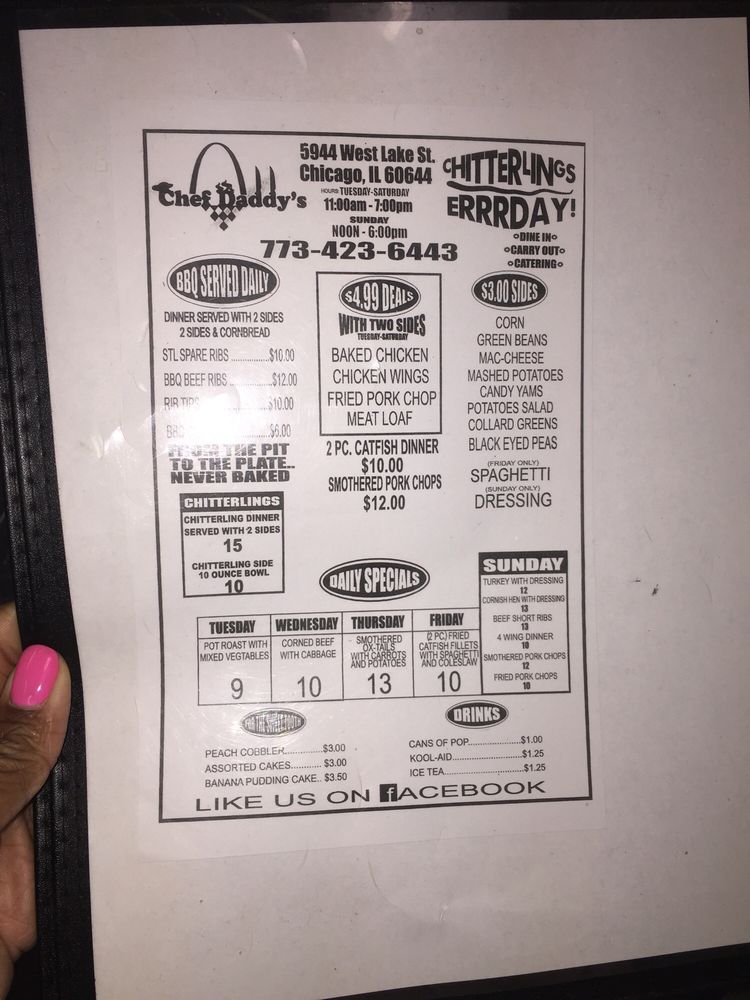 Chef Daddy's
5944 West Lake St.
Chicago, IL 60644
HOURS: TUESDAY-SATURDAY
11:00am - 7:00pm
SUNDAY
NOON - 6:00pm
773-423-6443
CHITTERLINGS
ERRRDAY!
DINE IN
CARRY OUT
CATERING
BBQ SERVED DAILY
DINNER SERVED WITH 2 SIDES
2 SIDES & CORNBREAD
STL SPARE RIBS ..............$10.00
BBQ BEEF RIBS ..............$12.00
RIB TIPS ..............$10.00
$6.00
FROM THE PIT
TO THE PLATE..
NEVER BAKED
CHITTERLINGS
CHITTERLING DINNER
SERVED WITH 2 SIDES
15
CHITTERLING SIDE
10 OUNCE BOWL
10
$4.99 DEALS
WITH TWO SIDES
TUESDAY-SATURDAY
BAKED CHICKEN
CHICKEN WINGS
FRIED PORK CHOP
MEAT LOAF
2 PC. CATFISH DINNER
$10.00
SMOTHERED PORK CHOPS
$12.00
$3.00 SIDES
CORN
GREEN BEANS
MAC-CHEESE
MASHED POTATOES
CANDY YAMS
POTATOES SALAD
COLLARD GREENS
BLACK EYED PEAS
(FRIDAY ONLY)
SPAGHETTI
(SUNDAY ONLY)
DRESSING
DAILY SPECIALS
TUESDAY
POT ROAST WITH
MIXED VEGTABLES
9
WEDNESDAY
CORNED BEEF
WITH CABBAGE
10
THURSDAY
SMOTHERED
OX-TAILS
WITH CARROTS
AND POTATOES
13
FRIDAY
(2 PC) FRIED
CATFISH FILLETS
WITH SPAGHETTI
AND COLESLAW
10
SUNDAY
TURKEY WITH DRESSING
12
CORNISH HEN WITH DRESSING
13
BEEF SHORT RIBS
13
4 WING DINNER
10
SMOTHERED PORK CHOPS
12
FRIED PORK CHOPS
10
FOR THE SWEET TOOTH
PEACH COBBLER............$3.00
ASSORTED CAKES............ $3.00
BANANA PUDDING CAKE.. $3.50
DRINKS
CANS OF POP..................$1.00
KOOL-AID........................$1.25
ICE TEA..........................$1.25
LIKE US ON FACEBOOK